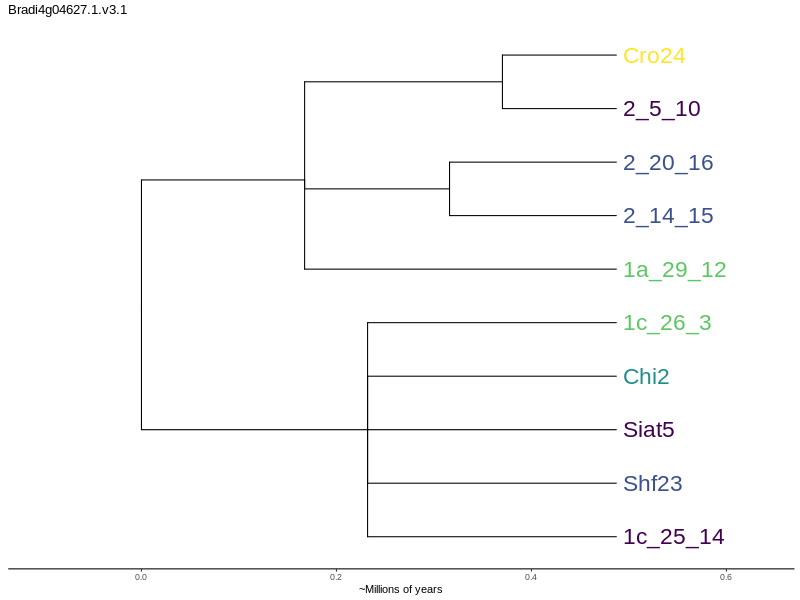 Bradi4g04627.1.v3.1
Cro24
2_5_10
2_20_16
2_14_15
1a_29_12
1c_26_3
Chi2
Siat5
Shf23
1c_25_14
0.0 0.2 0.4 0.6
~Millions of years